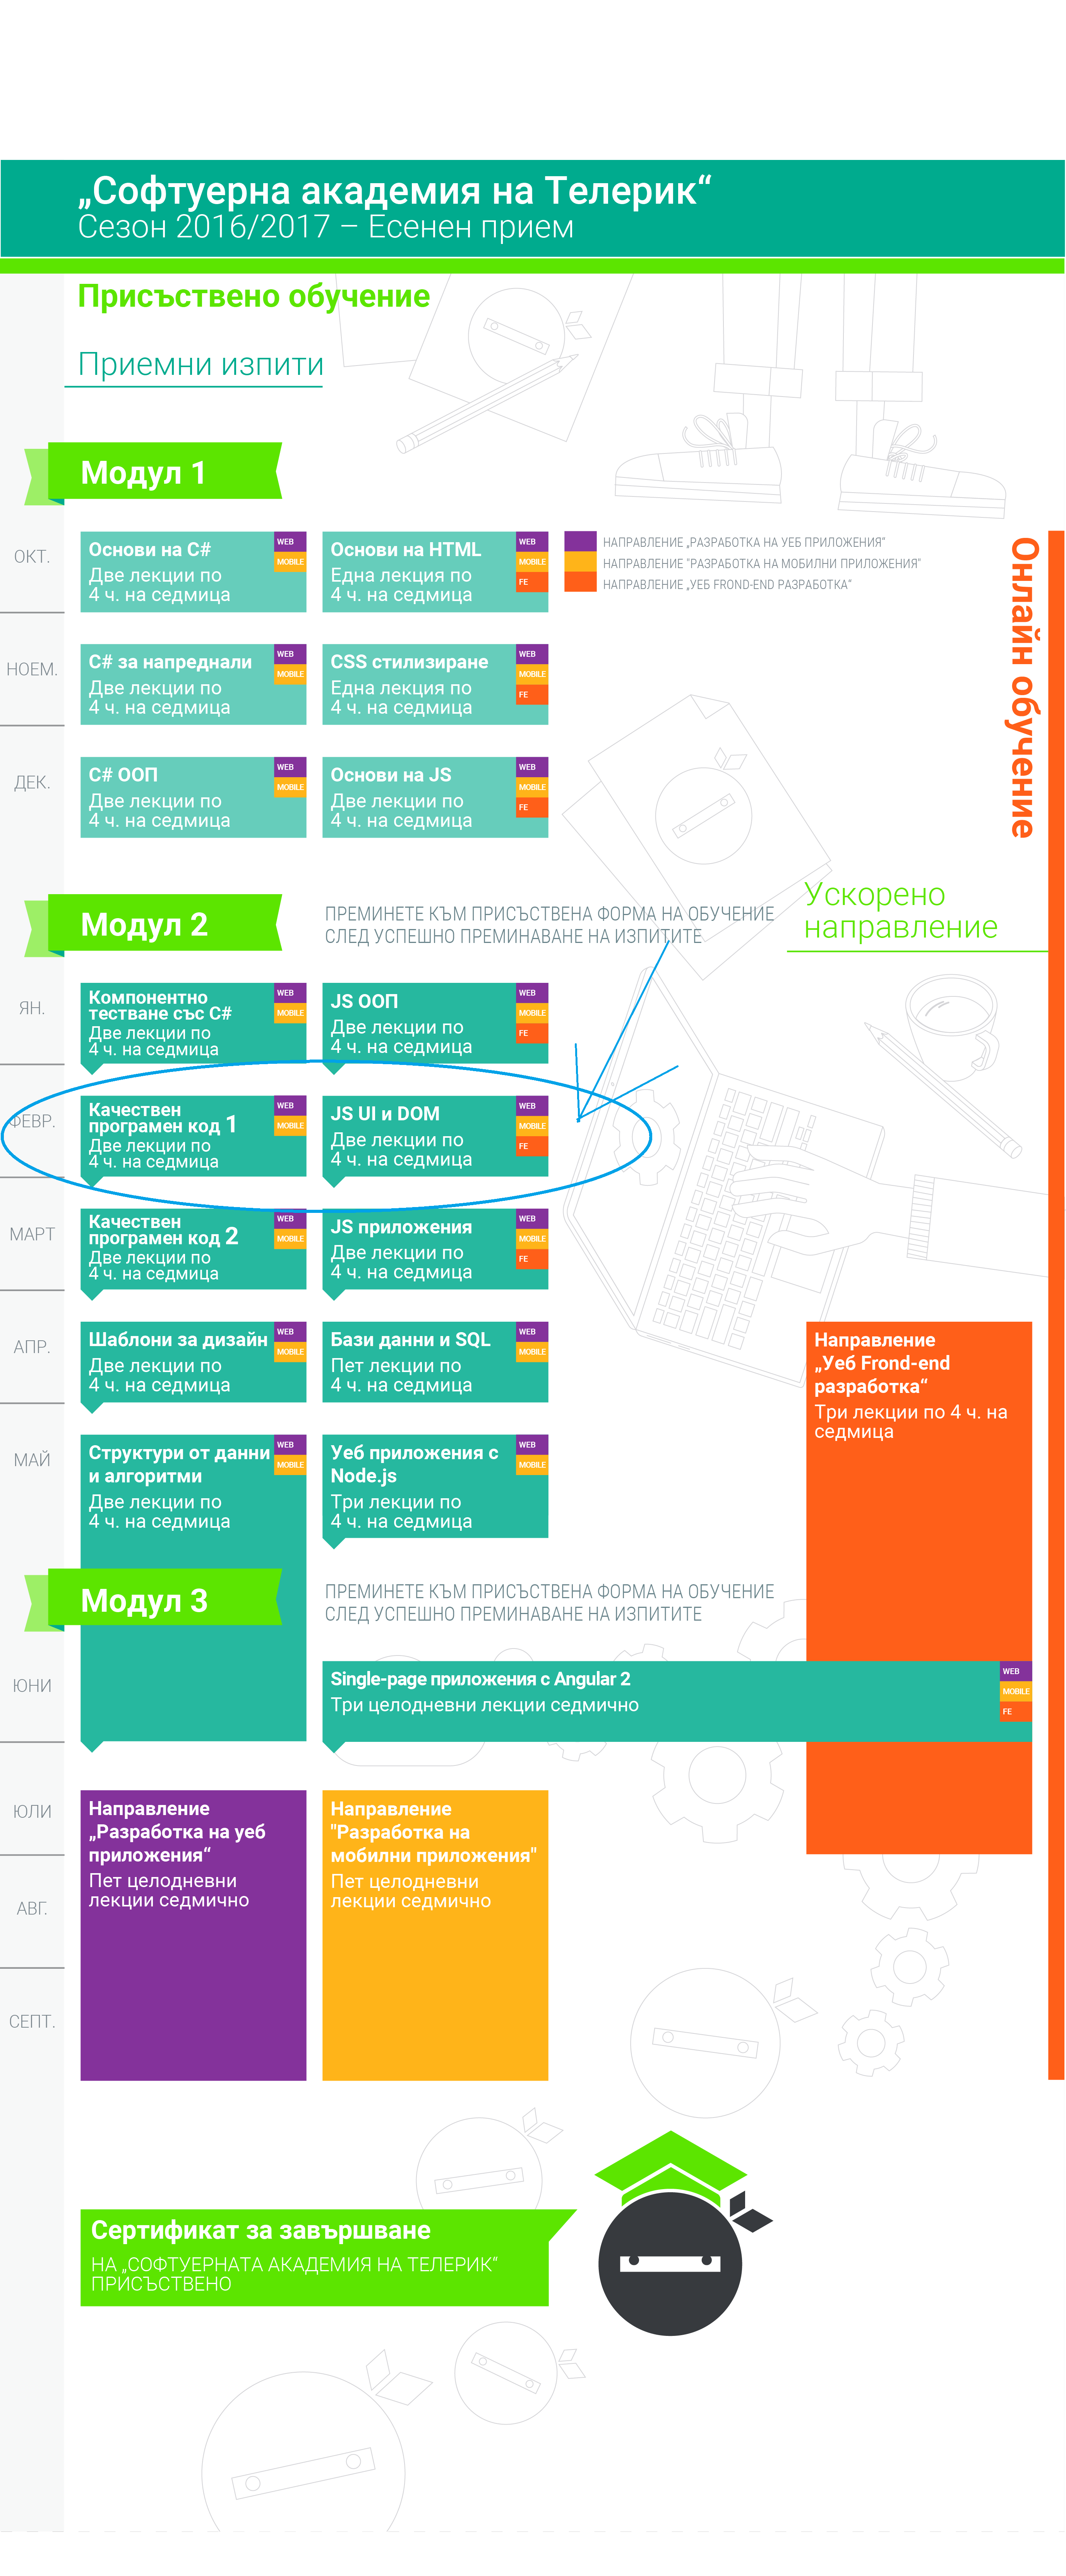 „Софтуерна академия на Телерик“
Сезон 2016/2017 – Есенен прием
Присъствено обучение
Приемни изпити
Модул 1
ОКТ.
Основи на C#
Две лекции по
4 ч. на седмица
WEB
MOBILE
Основи на HTML
Една лекция по
4 ч. на седмица
WEB
MOBILE
FE
НАПРАВЛЕНИЕ „РАЗРАБОТКА НА УЕБ ПРИЛОЖЕНИЯ“
НАПРАВЛЕНИЕ "РАЗРАБОТКА НА МОБИЛНИ ПРИЛОЖЕНИЯ"
НАПРАВЛЕНИЕ „УЕБ FROND-END РАЗРАБОТКА“
Онлайн обучение
НОЕМ.
C# за напреднали
Две лекции по
4 ч. на седмица
WEB
MOBILE
CSS стилизиране
Една лекция по
4 ч. на седмица
WEB
MOBILE
FE
ДЕК.
C# ООП
Две лекции по
4 ч. на седмица
WEB
MOBILE
Основи на JS
Две лекции по
4 ч. на седмица
WEB
MOBILE
FE
Модул 2
ПРЕМИНЕТЕ КЪМ ПРИСЪСТВЕНА ФОРМА НА ОБУЧЕНИЕ
СЛЕД УСПЕШНО ПРЕМИНАВАНЕ НА ИЗПИТИТЕ
Ускорено
направление
ЯН.
Компонентно
тестване със C#
Две лекции по
4 ч. на седмица
WEB
MOBILE
JS ООП
Две лекции по
4 ч. на седмица
WEB
MOBILE
FE
ФЕВР.
Качествен
програмен код 1
Две лекции по
4 ч. на седмица
WEB
MOBILE
JS UI и DOM
Две лекции по
4 ч. на седмица
WEB
MOBILE
FE
МАРТ
Качествен
програмен код 2
Две лекции по
4 ч. на седмица
WEB
MOBILE
JS приложения
Две лекции по
4 ч. на седмица
WEB
MOBILE
FE
АПР.
Шаблони за дизайн
Две лекции по
4 ч. на седмица
WEB
MOBILE
Бази данни и SQL
Пет лекции по
4 ч. на седмица
WEB
MOBILE
Направление
„Уеб Frond-end
разработка“
Три лекции по 4 ч. на
седмица
МАЙ
Структури от данни
и алгоритми
Две лекции по
4 ч. на седмица
WEB
MOBILE
Уеб приложения с
Node.js
Три лекции по
4 ч. на седмица
WEB
MOBILE
Модул 3
ПРЕМИНЕТЕ КЪМ ПРИСЪСТВЕНА ФОРМА НА ОБУЧЕНИЕ
СЛЕД УСПЕШНО ПРЕМИНАВАНЕ НА ИЗПИТИТЕ
ЮНИ
Single-page приложения с Angular 2
Три целодневни лекции седмично
WEB
MOBILE
FE
ЮЛИ
Направление
„Разработка на уеб
приложения“
Пет целодневни
лекции седмично
Направление
"Разработка на
мобилни приложения"
Пет целодневни
лекции седмично
АВГ.
СЕПТ.
Сертификат за завършване
НА „СОФТУЕРНАТА АКАДЕМИЯ НА ТЕЛЕРИК“
ПРИСЪСТВЕНО